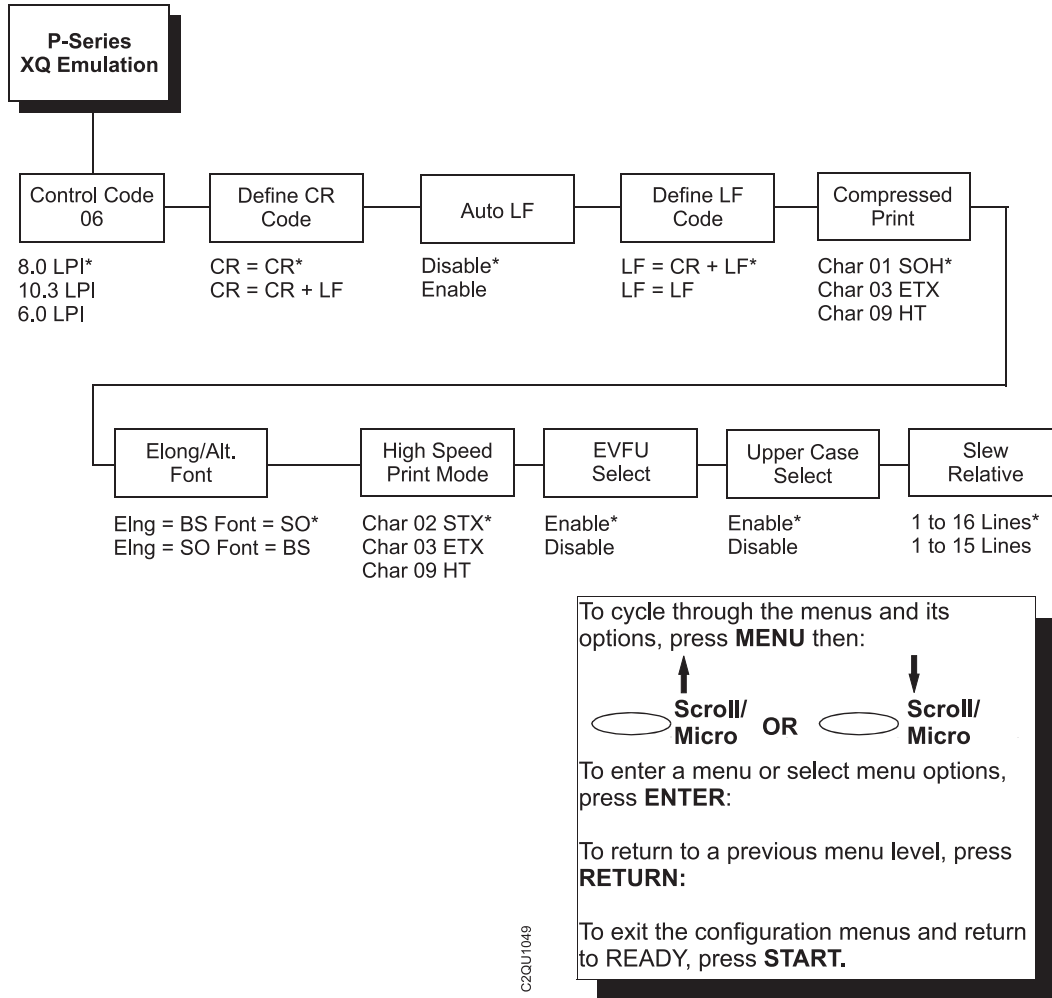 P-Series
XQ Emulation
Control Code
06
8.0 LPI*
10.3 LPI
6.0 LPI
Define CR
Code
CR = CR*
CR = CR + LF
Auto LF
Disable*
Enable
Define LF
Code
LF = CR + LF*
LF = LF
Compressed
Print
Char 01 SOH*
Char 03 ETX
Char 09 HT
Elong/Alt.
Font
Elng = BS Font = SO*
Elng = SO Font = BS
High Speed
Print Mode
Char 02 STX*
Char 03 ETX
Char 09 HT
EVFU
Select
Enable*
Disable
Upper Case
Select
Enable*
Disable
Slew
Relative
1 to 16 Lines*
1 to 15 Lines
To cycle through the menus and its
options, press MENU then:
Scroll/
Micro
OR
Scroll/
Micro
To enter a menu or select menu options,
press ENTER:
To return to a previous menu level, press
RETURN:
To exit the configuration menus and return
to READY, press START.
C2QU1049